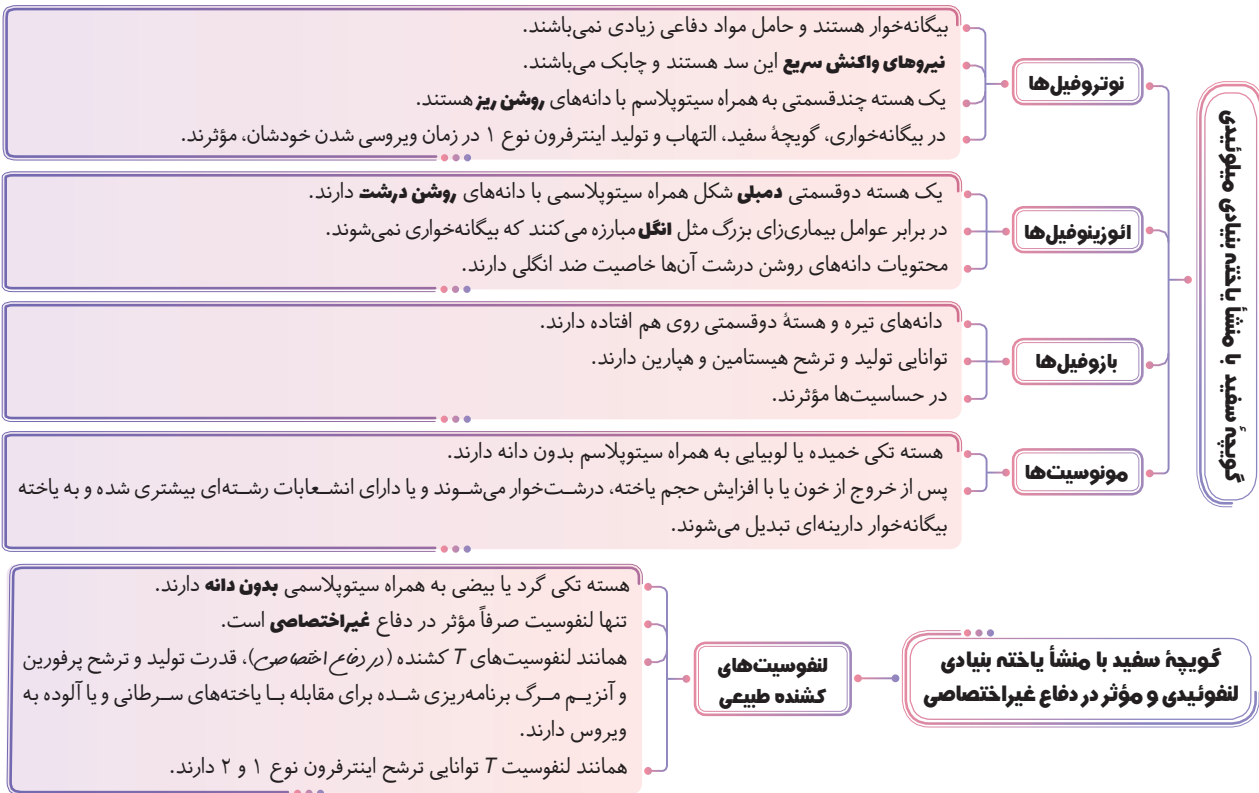 گویچهٔ سفید با منشأ یاخته بنیادی میلوئیدی
نوتروفیل‌ها
بیگانه‌خوار هستند و حامل مواد دفاعی زیادی نمی‌باشند.
نیروهای واکنش سریع این سد هستند و چابک می‌باشند.
یک هسته چندقسمتی به همراه سیتوپلاسم با دانه‌های روشن ریز هستند.
در بیگانه‌خواری، گویچهٔ سفید، التهاب و تولید اینترفرون نوع ۱ در زمان ویروسی شدن خودشان، مؤثرند.
ائوزینوفیل‌ها
یک هسته دوقسمتی دمبلی شکل همراه سیتوپلاسمی با دانه‌های روشن درشت دارند.
در برابر عوامل بیماری‌زای بزرگ مثل انگل مبارزه می‌کنند که بیگانه‌خواری نمی‌شوند.
محتویات دانه‌های روشن درشت آن‌ها خاصیت ضد انگلی دارند.
بازوفیل‌ها
دانه‌های تیره و هستهٔ دوقسمتی روی هم افتاده دارند.
توانایی تولید و ترشح هیستامین و هپارین دارند.
در حساسیت‌ها مؤثرند.
مونوسیت‌ها
هسته تکی خمیده یا لوبیایی به همراه سیتوپلاسم بدون دانه دارند.
پس از خروج از خون یا با افزایش حجم یاخته، درشت‌خوار می‌شوند و یا دارای انشعابات رشته‌ای بیشتری شده و به یاخته
بیگانه‌خوار دارینه‌ای تبدیل می‌شوند.
گویچهٔ سفید با منشأ یاخته بنیادی
لنفوئیدی و مؤثر در دفاع غیراختصاصی
لنفوسیت‌های
کشنده طبیعی
هسته تکی گرد یا بیضی به همراه سیتوپلاسمی بدون دانه دارند.
تنها لنفوسیت صرفاً مؤثر در دفاع غیراختصاصی است.
همانند لنفوسیت‌های T کشنده (در دفاع اختصاصی)، قدرت تولید و ترشح پرفورین
و آنزیم مرگ برنامه‌ریزی شده برای مقابله با یاخته‌های سرطانی و یا آلوده به
ویروس دارند.
همانند لنفوسیت T توانایی ترشح اینترفرون نوع ۱ و ۲ دارند.